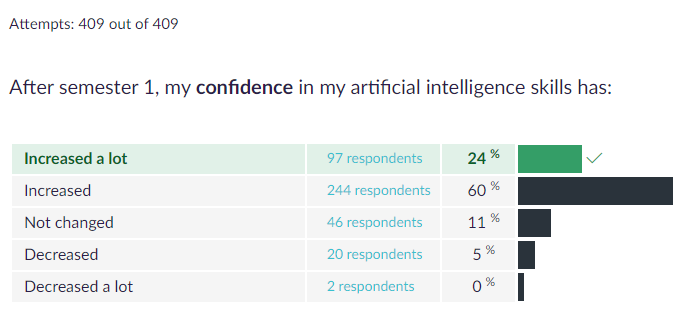 Attempts: 409 out of 409
After semester 1, my confidence in my artificial intelligence skills has:
Increased a lot 97 respondents 24 %
Increased 244 respondents 60 %
Not changed 46 respondents 11 %
Decreased 20 respondents 5 %
Decreased a lot 2 respondents 0 %